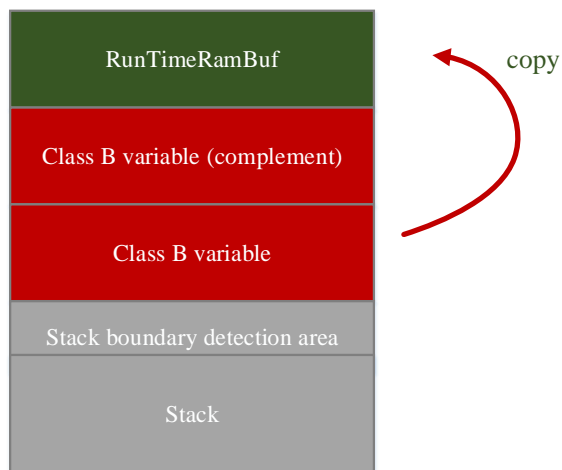 RunTimeRamBuf
copy
Class B variable (complement)
Class B variable
Stack boundary detection area
Stack